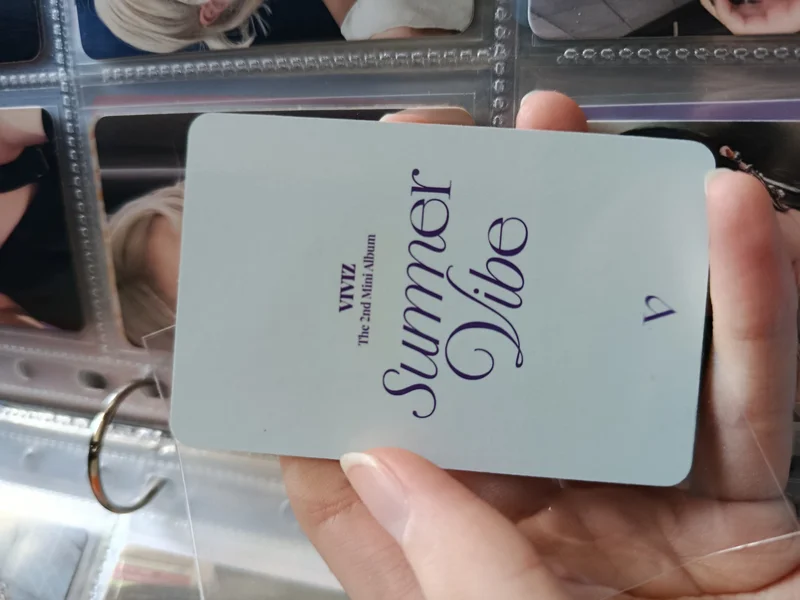 VIVIZ
The 2nd Mini Album
Summer
Vibe
V